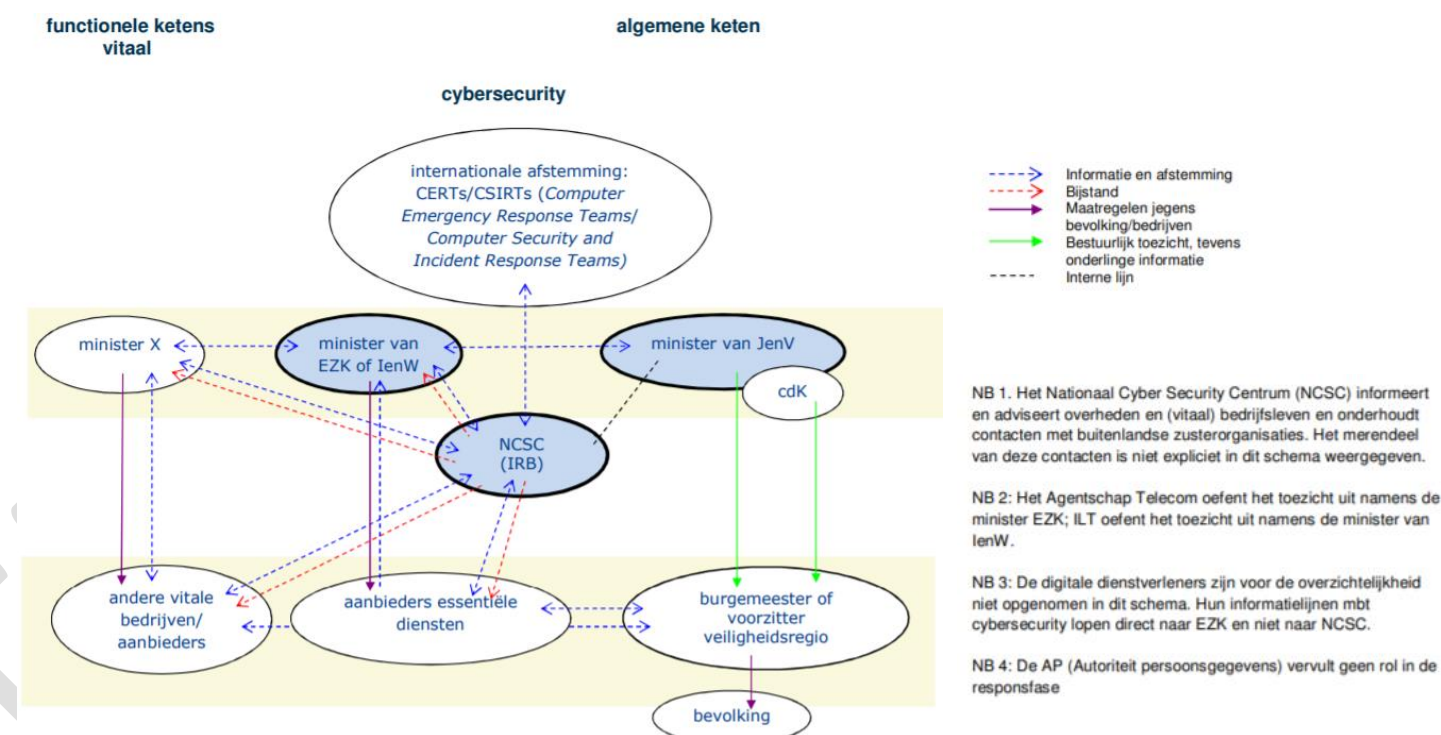 functionele ketens
vitaal
algemene keten
cybersecurity
internationale afstemming:
CERTs/CSIRTs (Computer
Emergency Response Teams/
Computer Security and
Incident Response Teams)
minister X
minister van
EZK of IenW
minister van JenV
cdK
NCSC
(IRB)
andere vitale
bedrijven/
aanbieders
aanbieders essentiële
diensten
burgemeester of
voorzitter
veiligheidsregio
bevolking
Informatie en afstemming
Bijstand
Maatregelen jegens
bevolking/bedrijven
Bestuurlijk toezicht, tevens
onderlinge informatie
Interne lijn
NB 1. Het Nationaal Cyber Security Centrum (NCSC) informeert
en adviseert overheden en (vitaal) bedrijfsleven en onderhoudt
contacten met buitenlandse zusterorganisaties. Het merendeel
van deze contacten is niet expliciet in dit schema weergegeven.
NB 2: Het Agentschap Telecom oefent het toezicht uit namens de
minister EZK; ILT oefent het toezicht uit namens de minister van
IenW.
NB 3: De digitale dienstverleners zijn voor de overzichtelijkheid
niet opgenomen in dit schema. Hun informatielijnen mbt
cybersecurity lopen direct naar EZK en niet naar NCSC.
NB 4: De AP (Autoriteit persoonsgegevens) vervult geen rol in de
responsfase